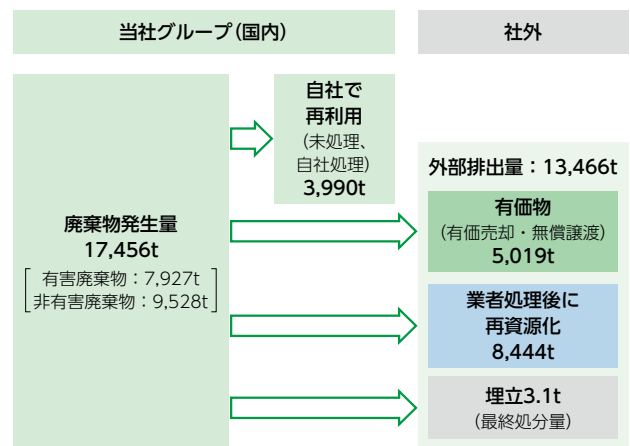 当社グループ(国内)
社外
自社で
再利用
(未処理、
自社処理)
3,990t
廃棄物発生量
17,456t
有害廃棄物：7,927t
非有害廃棄物：9,528t
外部排出量：13,466t
有価物
(有価売却・無償譲渡)
5,019t
業者処理後に
再資源化
8,444t
埋立3.1t
(最終処分量)